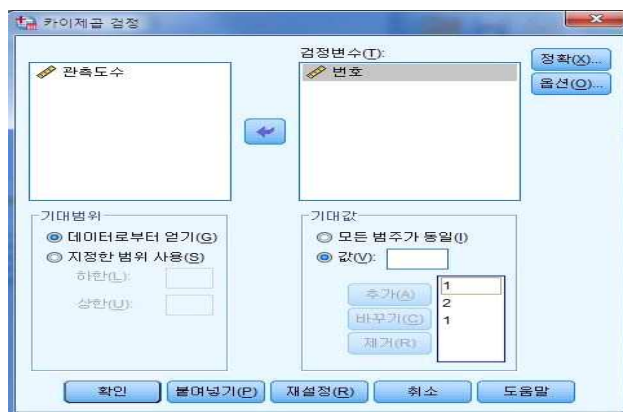 카이제곱 검정
관측도수
검정변수(T):
번호
정확(X)...
옵션(O)...
기대범위
데이터로부터 얻기(G)
지정한 범위 사용(S)
하한(L):
상한(U):
기대값
모든 범주가 동일(I)
값(V):
추가(A)
바꾸기(C)
제거(R)
1
2
1
확인
붙여넣기(P)
재설정(R)
취소
도움말